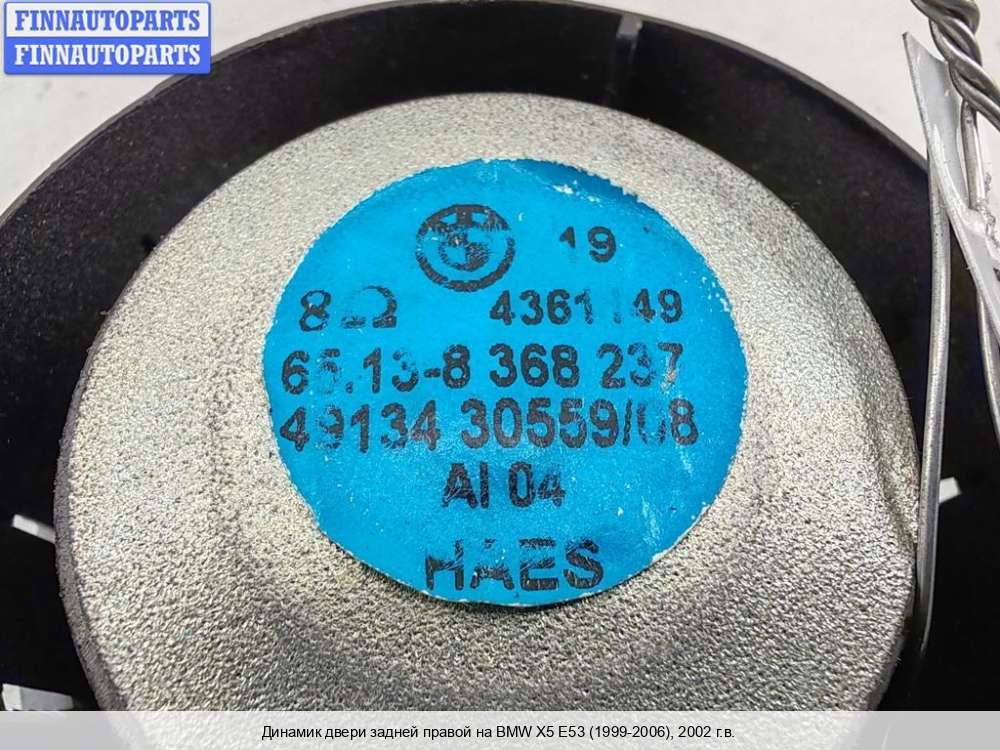 FINNAUTOPARTS
FINNAUTOPARTS
19
8Ω 4361149
65.13-8 368 237
49134 30559/08
AI 04
HAES
Динамик двери задней правой на BMW X5 E53 (1999-2006), 2002 г.в.